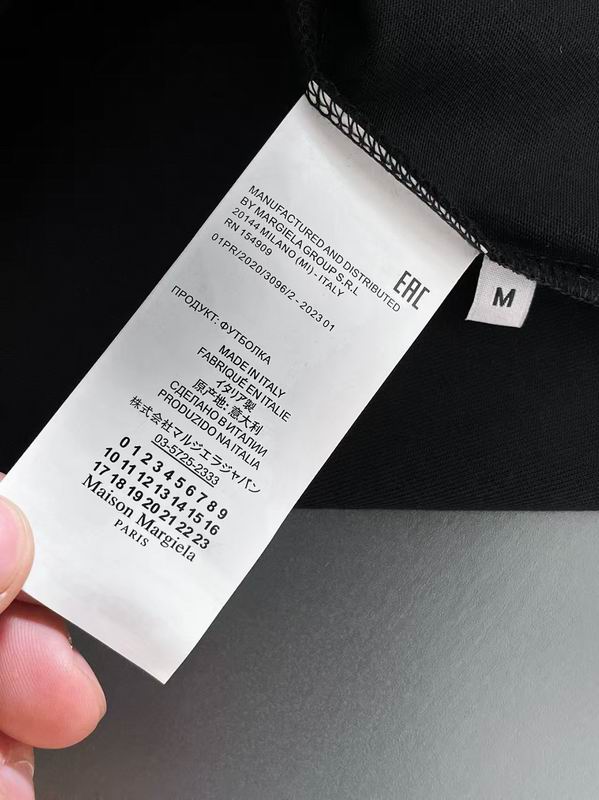 MANUFACTURED AND DISTRIBUTED
BY MARGIELA GROUP S.R.L
20144 MILANO (MI) - ITALY
RN 154909
01PR/2020/3096/2 - 2023 01
EAC
M
ПРОДУКТ: ФУТБОЛКА
MADE IN ITALY
FABRIQUÉ EN ITALIE
イタリア製
原产地: 意大利
СДЕЛАНО В ИТАЛИИ
PRODUZIDO NA ITALIA
株式会社マルジエラジャパン
03-5725-2333
0 1 2 3 4 5 6 7 8 9
10 11 12 13 14 15 16
17 18 19 20 21 22 23
Maison Margiela
PARIS